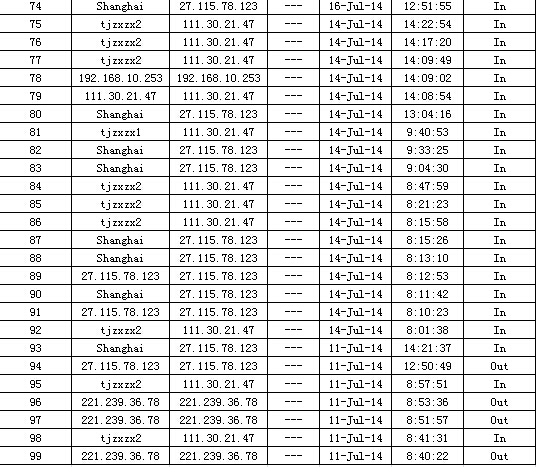 74 Shanghai 27.115.78.123 --- 16-Jul-14 12:51:55 In
75 tjzxzx2 111.30.21.47 --- 14-Jul-14 14:22:54 In
76 tjzxzx2 111.30.21.47 --- 14-Jul-14 14:17:20 In
77 tjzxzx2 111.30.21.47 --- 14-Jul-14 14:09:49 In
78 192.168.10.253 192.168.10.253 --- 14-Jul-14 14:09:02 In
79 111.30.21.47 111.30.21.47 --- 14-Jul-14 14:08:54 In
80 Shanghai 27.115.78.123 --- 14-Jul-14 13:04:16 In
81 tjzxzx1 111.30.21.47 --- 14-Jul-14 9:40:53 In
82 Shanghai 27.115.78.123 --- 14-Jul-14 9:33:25 In
83 Shanghai 27.115.78.123 --- 14-Jul-14 9:04:30 In
84 tjzxzx2 111.30.21.47 --- 14-Jul-14 8:47:59 In
85 tjzxzx2 111.30.21.47 --- 14-Jul-14 8:21:23 In
86 tjzxzx2 111.30.21.47 --- 14-Jul-14 8:15:58 In
87 Shanghai 27.115.78.123 --- 14-Jul-14 8:15:26 In
88 Shanghai 27.115.78.123 --- 14-Jul-14 8:13:10 In
89 27.115.78.123 27.115.78.123 --- 14-Jul-14 8:12:53 In
90 Shanghai 27.115.78.123 --- 14-Jul-14 8:11:42 In
91 27.115.78.123 27.115.78.123 --- 14-Jul-14 8:10:23 In
92 tjzxzx2 111.30.21.47 --- 14-Jul-14 8:01:38 In
93 Shanghai 27.115.78.123 --- 11-Jul-14 14:21:37 In
94 27.115.78.123 27.115.78.123 --- 11-Jul-14 12:50:49 Out
95 tjzxzx2 111.30.21.47 --- 11-Jul-14 8:57:51 In
96 221.239.36.78 221.239.36.78 --- 11-Jul-14 8:53:36 Out
97 221.239.36.78 221.239.36.78 --- 11-Jul-14 8:51:57 Out
98 tjzxzx2 111.30.21.47 --- 11-Jul-14 8:41:31 In
99 221.239.36.78 221.239.36.78 --- 11-Jul-14 8:40:22 Out